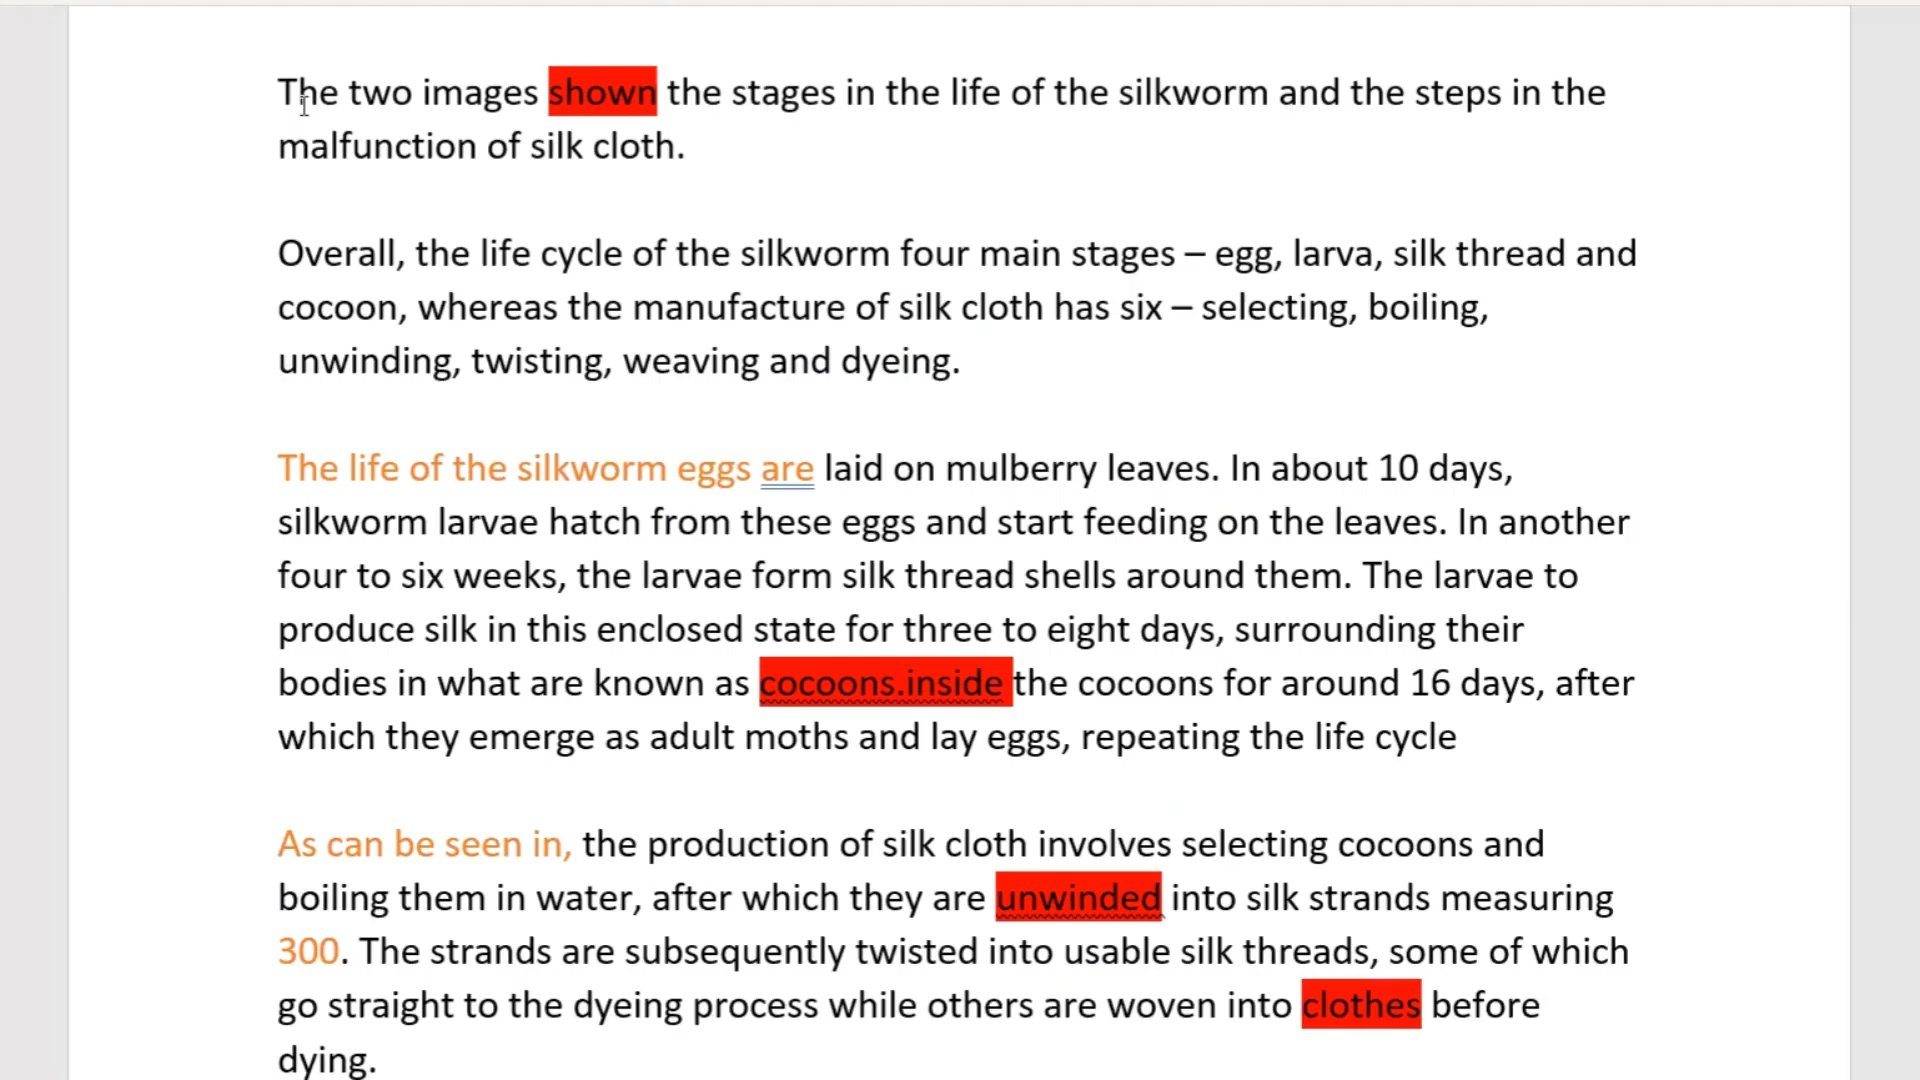 The two images shown the stages in the life of the silkworm and the steps in the
malfunction of silk cloth.
Overall, the life cycle of the silkworm four main stages – egg, larva, silk thread and
cocoon, whereas the manufacture of silk cloth has six – selecting, boiling,
unwinding, twisting, weaving and dyeing.
The life of the silkworm eggs are laid on mulberry leaves. In about 10 days,
silkworm larvae hatch from these eggs and start feeding on the leaves. In another
four to six weeks, the larvae form silk thread shells around them. The larvae to
produce silk in this enclosed state for three to eight days, surrounding their
bodies in what are known as cocoons.inside the cocoons for around 16 days, after
which they emerge as adult moths and lay eggs, repeating the life cycle
As can be seen in, the production of silk cloth involves selecting cocoons and
boiling them in water, after which they are unwinded into silk strands measuring
300. The strands are subsequently twisted into usable silk threads, some of which
go straight to the dyeing process while others are woven into clothes before
dying.